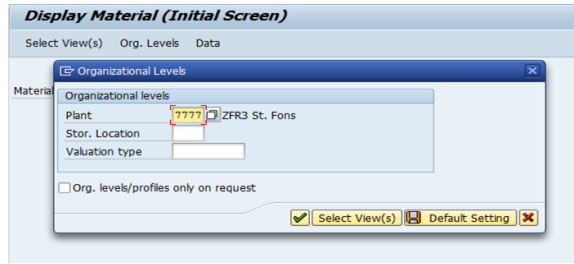 Display Material (Initial Screen)
Select View(s) Org. Levels Data
Organizational Levels
Material
Organizational levels
Plant 7777 ZFR3 St. Fons
Stor. Location
Valuation type
Org. levels/profiles only on request
Select View(s) Default Setting